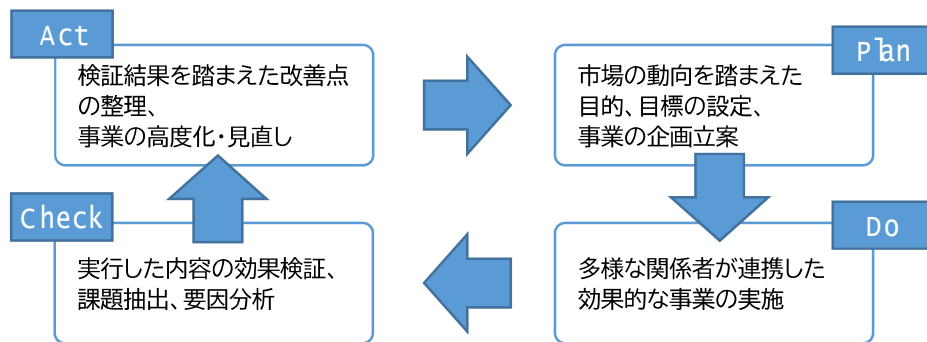 Act
検証結果を踏まえた改善点
の整理、
事業の高度化・見直し
Plan
市場の動向を踏まえた
目的、目標の設定、
事業の企画立案
Check
実行した内容の効果検証、
課題抽出、要因分析
Do
多様な関係者が連携した
効果的な事業の実施